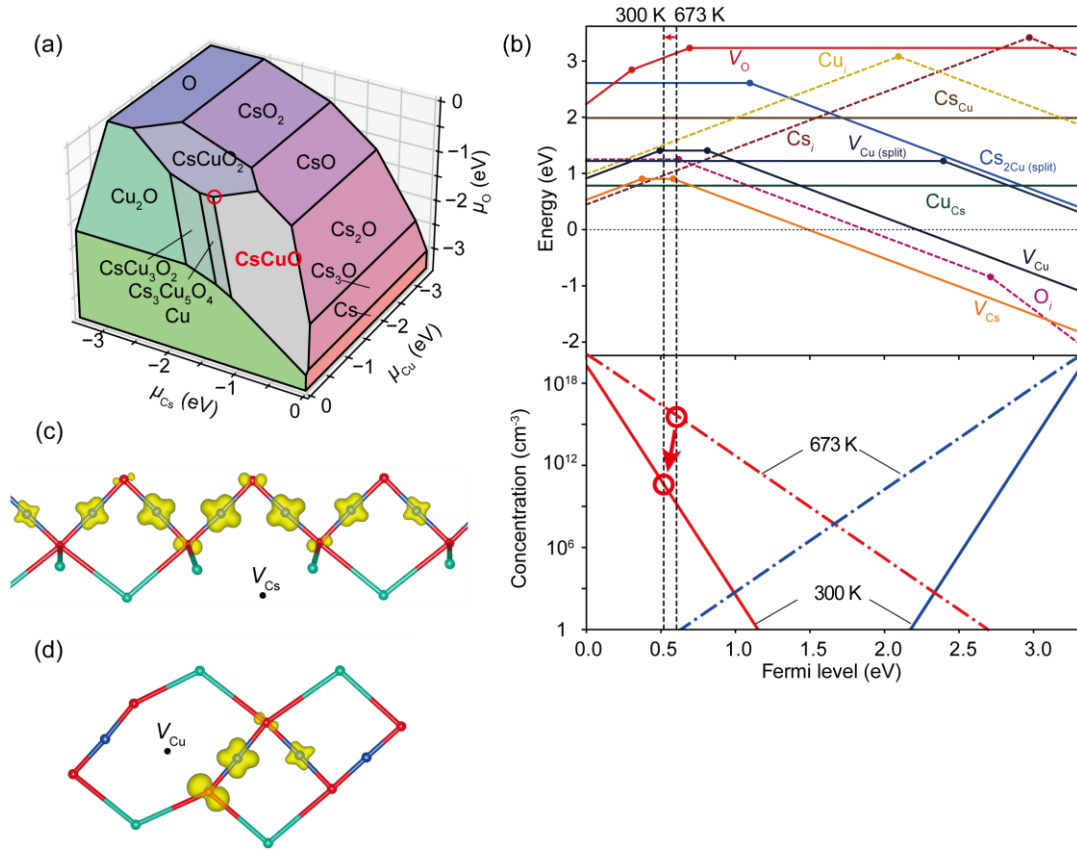 (a)
O
CsO₂
CsO
CsCuO₂
Cu₂O
Cs₂O
CsCuO
CsCu₃O₂
Cs₃Cu₅O₄
Cs₃O
Cs
Cu
0
−1
−2
−3
μO (eV)
−3
−2
−1
0
μCs (eV)
−3
−2
−1
0
μCu (eV)
(b)
300 K 673 K
3
2
1
0
−1
−2
Energy (eV)
VO
Cui
CsCu
Csi
VCu (split)
Cs2Cu (split)
CuCs
VCu
Oi
VCs
10¹⁸
10¹²
10⁶
1
Concentration (cm⁻³)
673 K
300 K
0.0 0.5 1.0 1.5 2.0 2.5 3.0
Fermi level (eV)
(c)
VCs
(d)
VCu